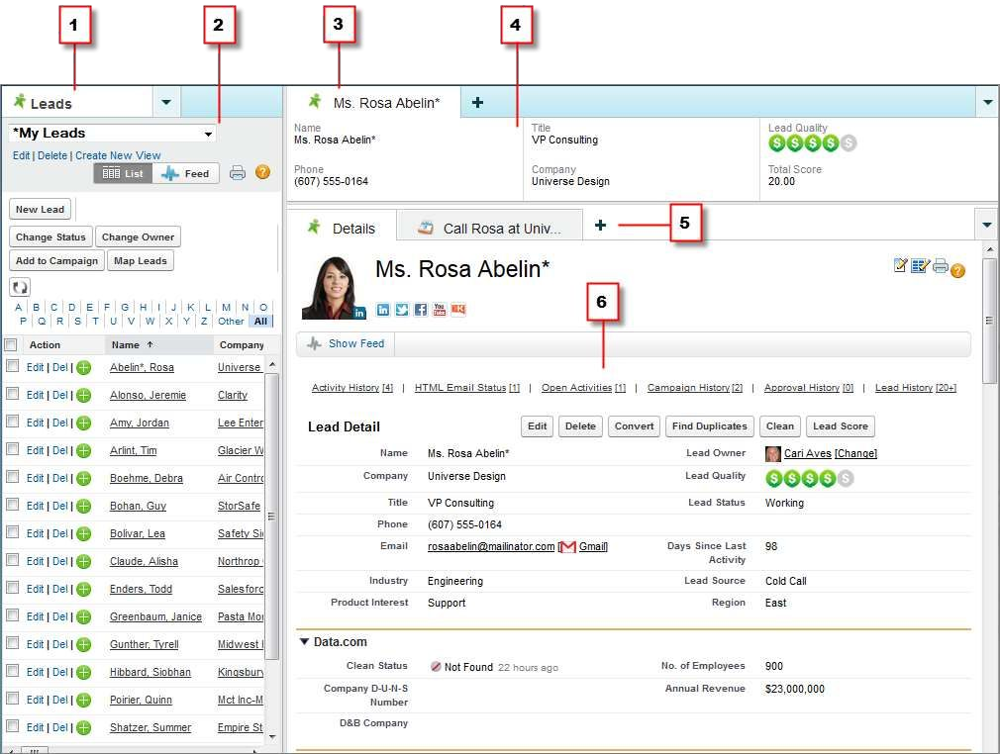 1
2
3
4
Leads
*My Leads
Edit | Delete | Create New View
List
Feed
New Lead
Change Status
Change Owner
Add to Campaign
Map Leads
A B C D E F G H I J K L M N O
P Q R S T U V W X Y Z Other All
Action Name Company
Edit | Del | Abelin*, Rosa Universe
Edit | Del | Alonso, Jeremie Clarity
Edit | Del | Amy, Jordan Lee Enter
Edit | Del | Arlint, Tim Glacier W
Edit | Del | Boehme, Debra Air Contro
Edit | Del | Bohan, Guy StorSafe
Edit | Del | Bolivar, Lea Safety Si
Edit | Del | Claude, Alisha Northrop
Edit | Del | Enders, Todd Salesforc
Edit | Del | Greenbaum, Janice Pasta Mo
Edit | Del | Gunther, Tyrell Midwest
Edit | Del | Hibbard, Siobhan Kingsbury
Edit | Del | Poirier, Quinn Mct Inc-M
Edit | Del | Shatzer, Summer Empire St
Ms. Rosa Abelin*
Name
Ms. Rosa Abelin*
Phone
(607) 555-0164
Title
VP Consulting
Company
Universe Design
Lead Quality
$ $ $ $ $
Total Score
20.00
Details
Call Rosa at Univ...
5
Ms. Rosa Abelin*
in
in
You Tube
6
Show Feed
Activity History [4] | HTML Email Status [1] | Open Activities [1] | Campaign History [2] | Approval History [0] | Lead History [20+]
Lead Detail
Edit
Delete
Convert
Find Duplicates
Clean
Lead Score
Name Ms. Rosa Abelin*
Lead Owner Cari Aves [Change]
Company Universe Design
Lead Quality $ $ $ $ $
Title VP Consulting
Lead Status Working
Phone (607) 555-0164
Email rosaabelin@mailinator.com [Gmail]
Days Since Last
Activity
98
Industry Engineering
Lead Source Cold Call
Product Interest Support
Region East
Data.com
Clean Status Not Found 22 hours ago
No. of Employees 900
Company D-U-N-S
Number
Annual Revenue $23,000,000
D&B Company